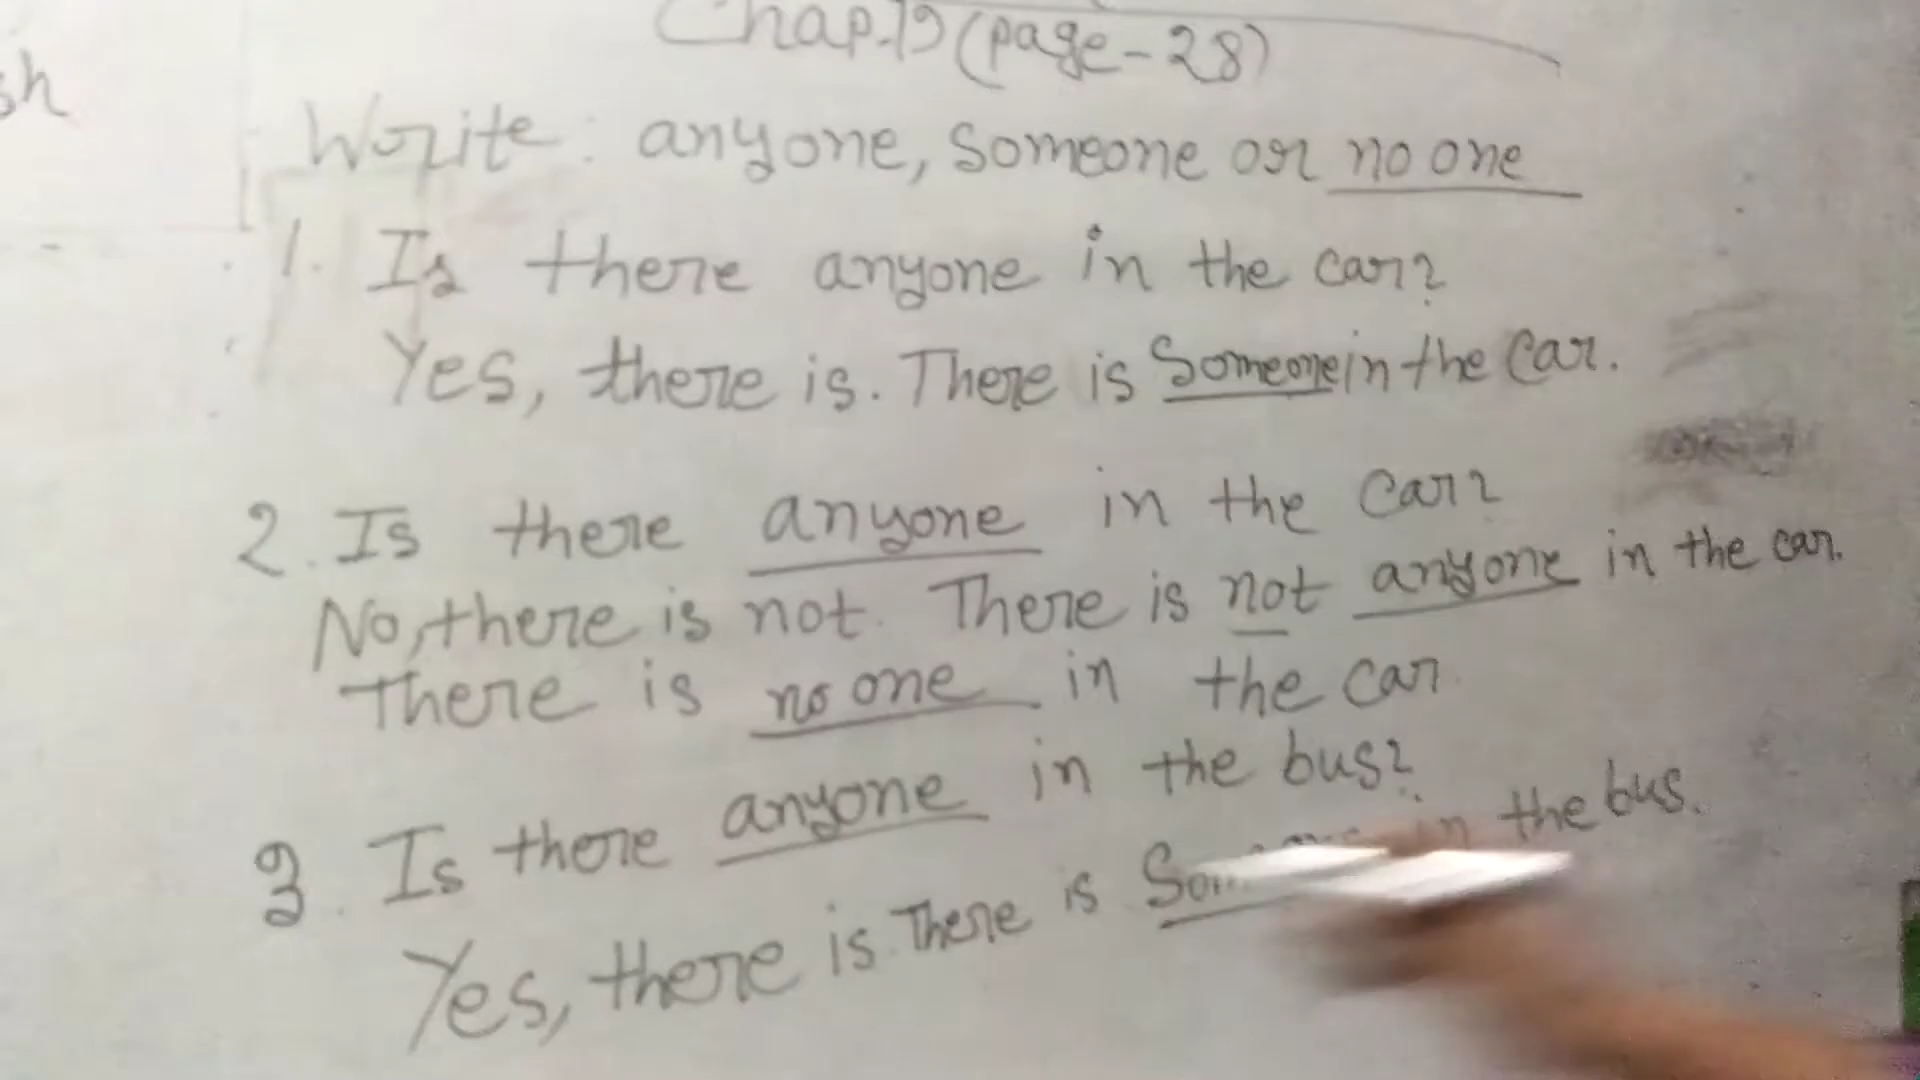 sh
Chap.19 (page-28)
Write: anyone, Someone or no one
1. Is there anyone in the car?
Yes, there is. There is Someone in the Car.
2. Is there anyone in the Car?
No, there is not. There is not anyone in the car.
There is no one in the car.
3. Is there anyone in the bus?
Yes, there is. There is in the bus.